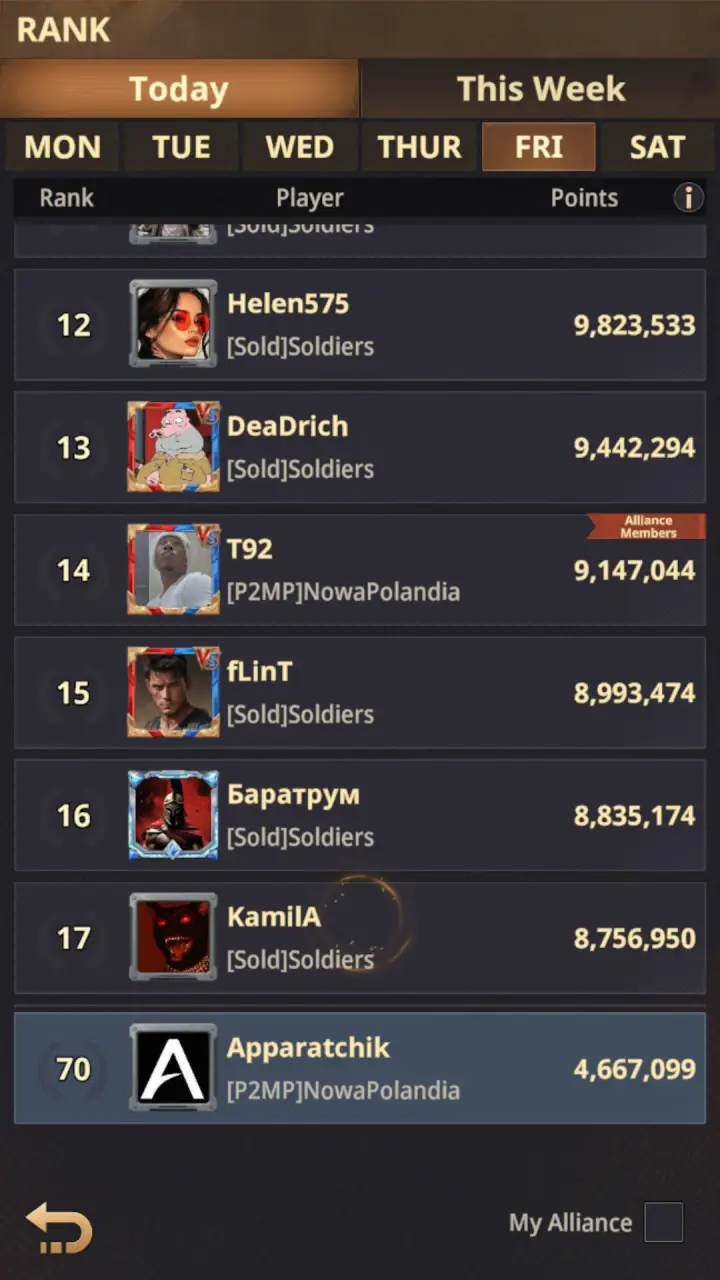 RANK
Today
This Week
MON TUE WED THUR FRI SAT
Rank Player Points i
[Sold]Soldiers
12 Helen575 9,823,533
[Sold]Soldiers
13 DeaDrich 9,442,294
[Sold]Soldiers
Alliance
Members
14 T92 9,147,044
[P2MP]NowaPolandia
15 fLinT 8,993,474
[Sold]Soldiers
16 Баратрум 8,835,174
[Sold]Soldiers
17 KamilA 8,756,950
[Sold]Soldiers
70 Apparatchik 4,667,099
[P2MP]NowaPolandia
My Alliance